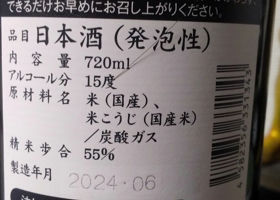 できるだけお早めにお召し上がりください。
品目 日本酒(発泡性)
内容量 720ml
アルコール分 15度
原材料名 米(国産)、
米こうじ(国産米)
/炭酸ガス
精米歩合 55%
製造年月 2024・06
4582356331343